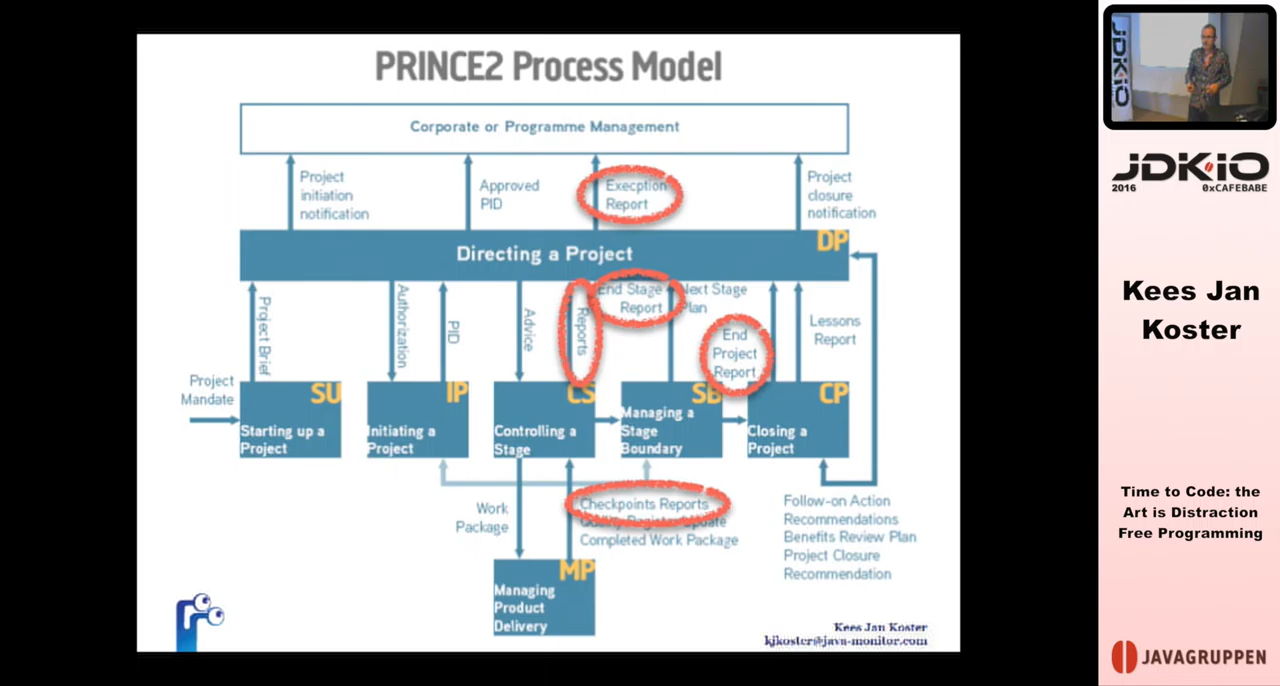 PRINCE2 Process Model
Corporate or Programme Management
Project
initiation
notification
Approved
PID
Execption
Report
Project
closure
notification
Directing a Project
DP
Project Brief
Authorization
PID
Advice
Reports
End Stage
Report
Next Stage
Plan
End
Project
Report
Lessons
Report
Project
Mandate
SU
Starting up a
Project
IP
Initiating a
Project
CS
Controlling a
Stage
SB
Managing a
Stage
Boundary
CP
Closing a
Project
Work
Package
Checkpoints Reports
Quality Register Update
Completed Work Package
Follow-on Action
Recommendations
Benefits Review Plan
Project Closure
Recommendation
MP
Managing
Product
Delivery
Kees Jan Koster
kjkoster@java-monitor.com
JDKiO
JDKiO
2016
0xCAFEBABE
Kees Jan
Koster
Time to Code: the
Art is Distraction
Free Programming
JAVAGRUPPEN